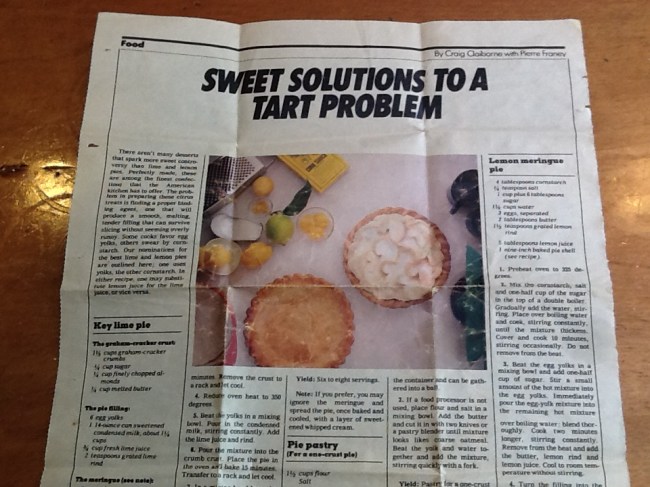 Food
By Craig Claiborne with Pierre Franey
SWEET SOLUTIONS TO A
TART PROBLEM
There aren't many desserts
that spark more sweet contro-
versy than lime and lemon
pies. Perfectly made, these
are among the finest confec-
tions that the American
kitchen has to offer. The prob-
lem in preparing these citrus
treats is finding a proper bind-
ing agent, one that will
produce a smooth, melting,
tender filling that can survive
slicing without seeming overly
runny. Some cooks favor egg
yolks, others swear by corn-
starch. Our nominations for
the best lime and lemon pies
are outlined here; one uses
yolks, the other cornstarch. In
either recipe, one may substi-
tute lemon juice for the lime
juice, or vice versa.
Key lime pie
The graham-cracker crust:
1¼ cups graham-cracker
crumbs
¼ cup sugar
¼ cup finely chopped al-
monds
¼ cup melted butter
The pie filling:
6 egg yolks
1 14-ounce can sweetened
condensed milk, about 1¼
cups
¾ cup fresh lime juice
2 teaspoons grated lime
rind
The meringue (see note):
minutes. Remove the crust to
a rack and let cool.
4. Reduce oven heat to 350
degrees.
5. Beat the yolks in a mixing
bowl. Pour in the condensed
milk, stirring constantly. Add
the lime juice and rind.
6. Pour the mixture into the
crumb crust. Place the pie in
the oven and bake 15 minutes.
Transfer to a rack and let cool.
Yield: Six to eight servings.
Note: If you prefer, you may
ignore the meringue and
spread the pie, once baked and
cooled, with a layer of sweet-
ened whipped cream.
Pie pastry
(For a one-crust pie)
1½ cups flour
Salt
the container and can be gath-
ered into a ball.
2. If a food processor is not
used, place flour and salt in a
mixing bowl. Add the butter
and cut it in with two knives or
a pastry blender until mixture
looks like coarse oatmeal.
Beat the yolk and water to-
gether and add the mixture,
stirring quickly with a fork.
Yield: Pastry for a one-crust
Lemon meringue
pie
4 tablespoons cornstarch
¼ teaspoon salt
1 cup plus 6 tablespoons
sugar
1½ cups water
3 eggs, separated
2 tablespoons butter
1½ teaspoons grated lemon
rind
5 tablespoons lemon juice
1 nine-inch baked pie shell
(see recipe).
1. Preheat oven to 325 de-
grees.
2. Mix the cornstarch, salt
and one-half cup of the sugar
in the top of a double boiler.
Gradually add the water, stir-
ring. Place over boiling water
and cook, stirring constantly,
until the mixture thickens.
Cover and cook 10 minutes,
stirring occasionally. Do not
remove from the heat.
3. Beat the egg yolks in a
mixing bowl and add one-half
cup of sugar. Stir a small
amount of the hot mixture into
the egg yolks. Immediately
pour the egg-yolk mixture into
the remaining hot mixture
over boiling water; blend thor-
oughly. Cook two minutes
longer, stirring constantly.
Remove from the heat and add
the butter, lemon rind and
lemon juice. Cool to room tem-
perature without stirring.
4. Turn the filling into the